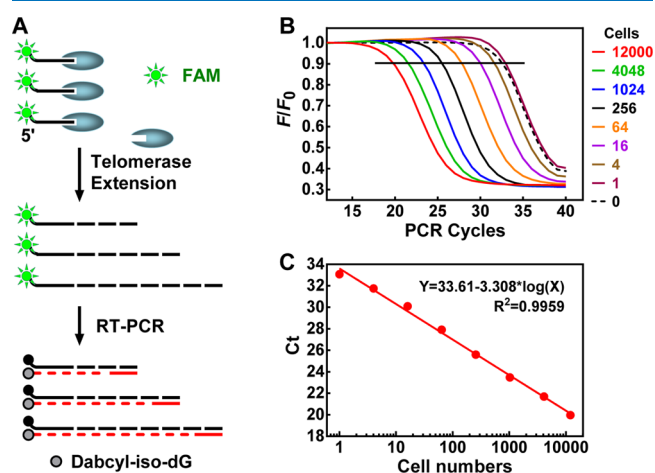 A
FAM
5'
Telomerase
Extension
RT-PCR
Dabcyl-iso-dG
B
F/F0
1.0
0.9
0.8
0.7
0.6
0.5
0.4
0.3
15 20 25 30 35 40
PCR Cycles
Cells
12000
4048
1024
256
64
16
4
1
0
C
Ct
34
32
30
28
26
24
22
20
18
Y=33.61-3.308*log(X)
R²=0.9959
1 10 100 1000 10000
Cell numbers